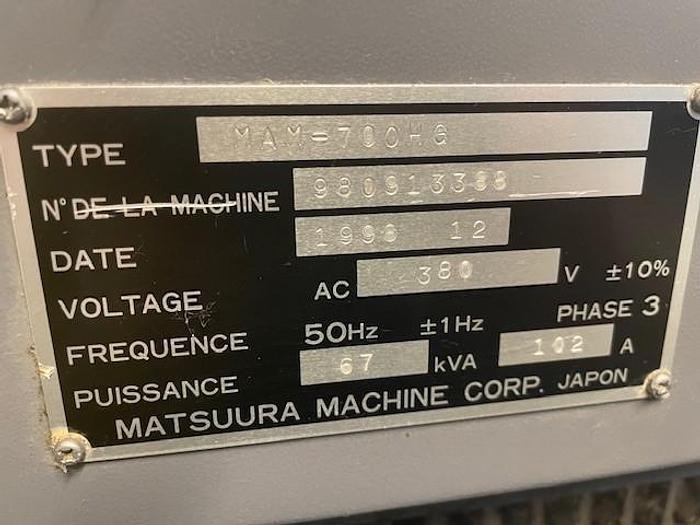 TYPE MAM-700HG
N° DE LA MACHINE
DATE 12
VOLTAGE AC 380 V ±10%
FREQUENCE 50Hz ±1Hz PHASE 3
PUISSANCE 67 kVA 102 A
MATSUURA MACHINE CORP. JAPON